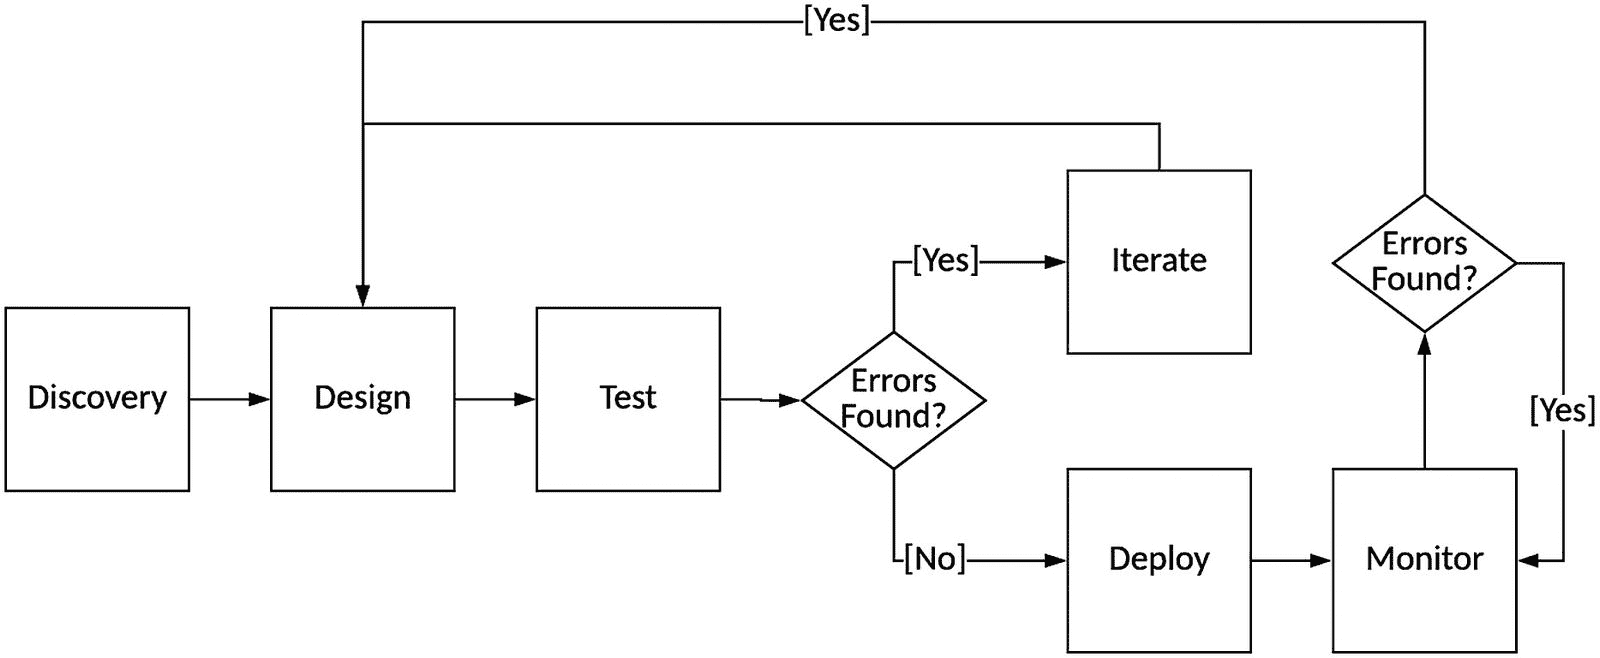 [Yes]
Discovery
Design
Test
Errors
Found?
[Yes]
Iterate
[No]
Deploy
Monitor
Errors
Found?
[Yes]